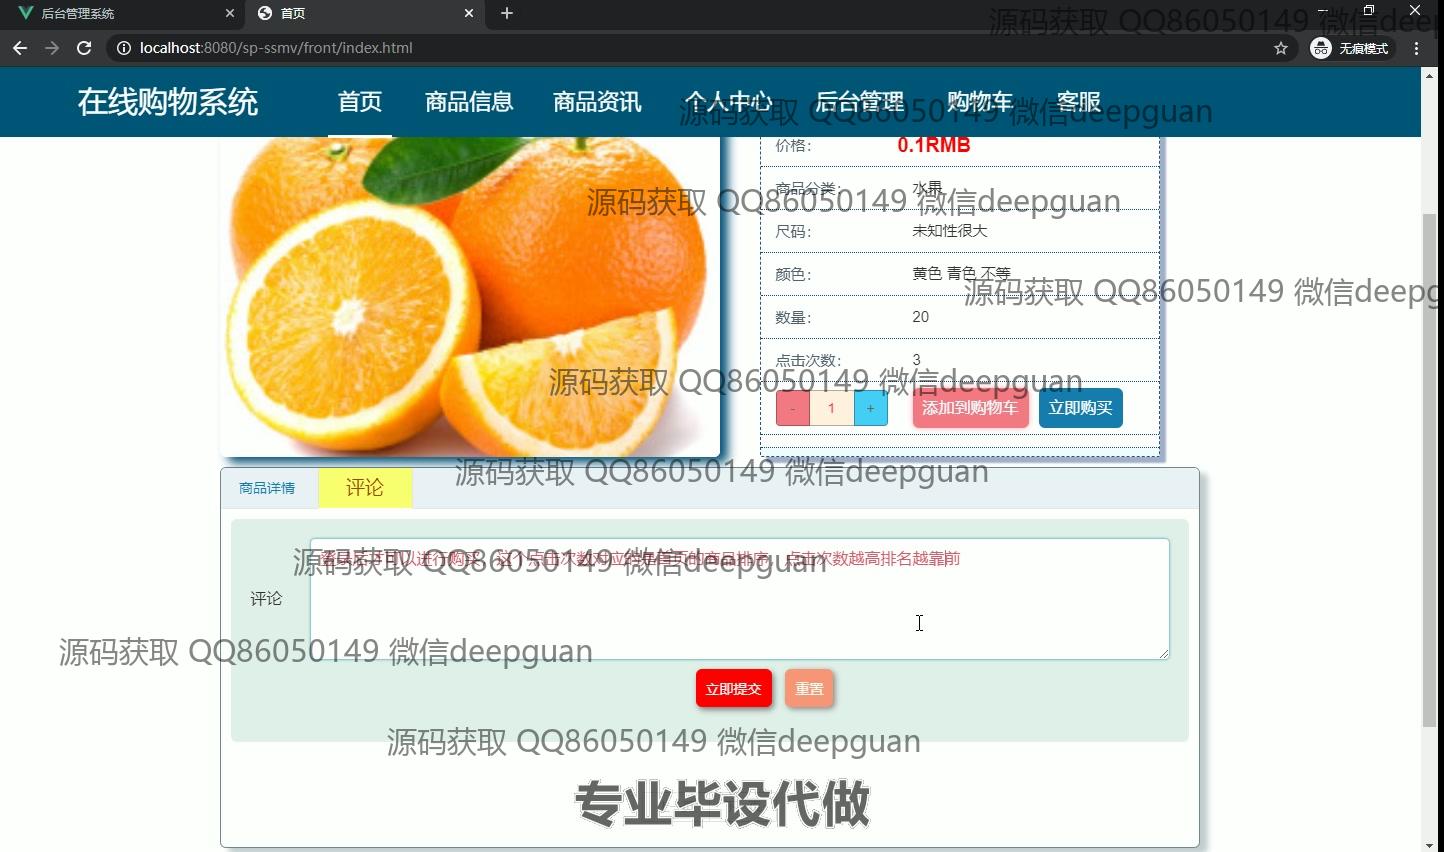 后台管理系统
首页
源码获取 QQ86050149 微信deepguan
localhost:8080/sp-ssmv/front/index.html
无痕模式
在线购物系统
首页 商品信息 商品资讯 个人中心 后台管理 购物车 客服
源码获取 QQ86050149 微信deepguan
价格: 0.1RMB
商品分类: 水果
源码获取 QQ86050149 微信deepguan
尺码: 未知性很大
颜色: 黄色 青色 不等
源码获取 QQ86050149 微信deepg
数量: 20
点击次数: 3
源码获取 QQ86050149 微信deepguan
- 1 + 添加到购物车 立即购买
源码获取 QQ86050149 微信deepguan
商品详情 评论
登录后才可以进行购买，这个点击次数对应的是首页的商品排序，点击次数越高排名越靠前
源码获取 QQ86050149 微信deepguan
评论
源码获取 QQ86050149 微信deepguan
立即提交 重置
源码获取 QQ86050149 微信deepguan
专业毕设代做